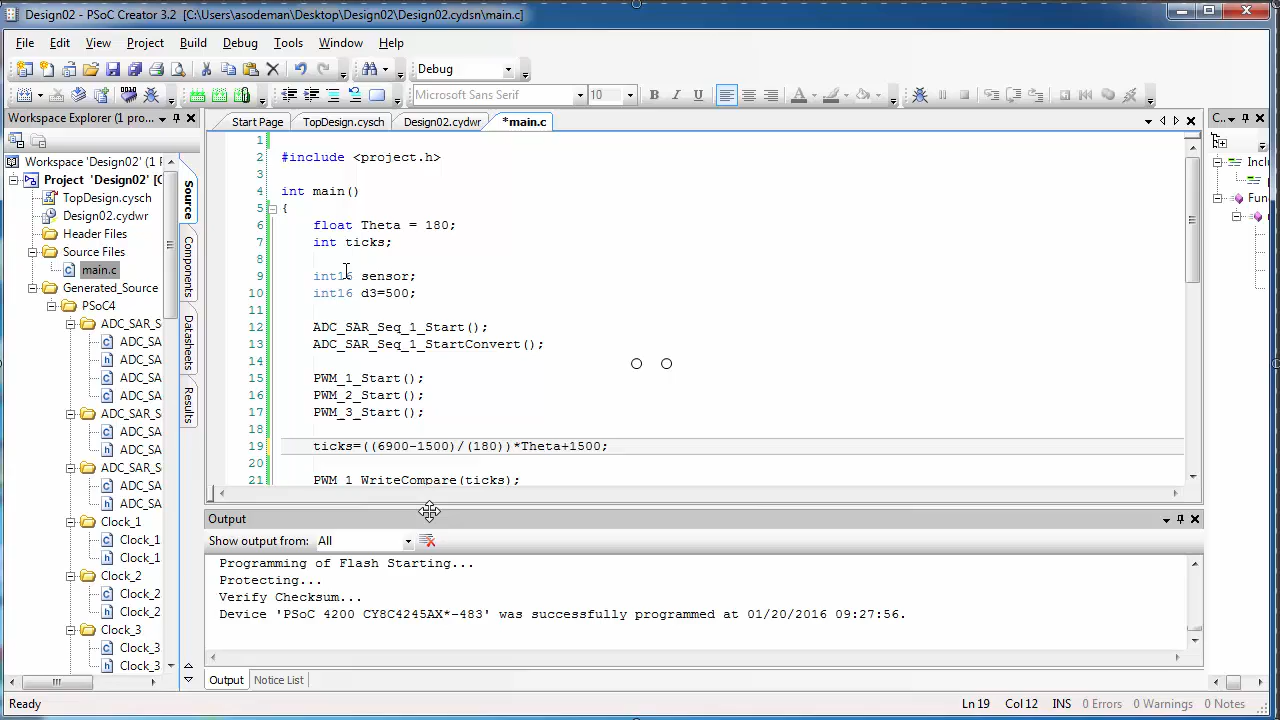 Design02 - PSoC Creator 3.2 [C:\Users\asodeman\Desktop\Design02\Design02.cydsn\main.c]
File Edit View Project Build Debug Tools Window Help
Debug
Microsoft Sans Serif 10 B I U A
Workspace Explorer (1 pro...
Start Page TopDesign.cysch Design02.cydwr *main.c
C..
Workspace 'Design02' (1 P
Project 'Design02'
TopDesign.cysch
Design02.cydwr
Header Files
Source Files
main.c
Generated_Source
PSoC4
ADC_SAR_S
ADC_SA
ADC_SA
ADC_SA
ADC_SA
ADC_SAR_S
ADC_SA
ADC_SAR_S
ADC_SA
ADC_SA
Clock_1
Clock_1
Clock_1
Clock_2
Clock_2
Clock_2
Clock_3
Clock_3
Clock_3
Source
Components
Datasheets
Results
1
2 #include <project.h>
3
4 int main()
5 {
6 float Theta = 180;
7 int ticks;
8
9 int16 sensor;
10 int16 d3=500;
11
12 ADC_SAR_Seq_1_Start();
13 ADC_SAR_Seq_1_StartConvert();
14
15 PWM_1_Start();
16 PWM_2_Start();
17 PWM_3_Start();
18
19 ticks=((6900-1500)/(180))*Theta+1500;
20
21 PWM_1_WriteCompare(ticks);
Inclu
Fun
Output
Show output from: All
Programming of Flash Starting...
Protecting...
Verify Checksum...
Device 'PSoC 4200 CY8C4245AX*-483' was successfully programmed at 01/20/2016 09:27:56.
Output Notice List
Ready Ln 19 Col 12 INS 0 Errors 0 Warnings 0 Notes